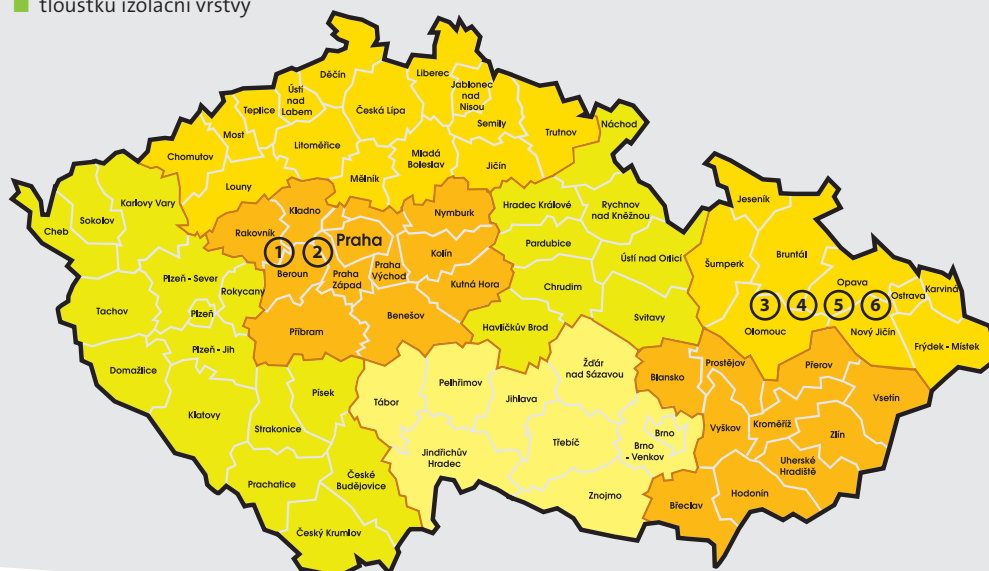 tloušťku izolační vrstvy
Děčín
Liberec
Ústí
nad
Labem
Jablonec
nad
Nisou
Teplice
Česká Lípa
Semily
Náchod
Most
Trutnov
Litoměřice
Mladá
Boleslav
Chomutov
Jičín
Mělník
Louny
Jeseník
Karlovy Vary
Hradec Králové
Rychnov
nad Kněžnou
Kladno
Nymburk
Sokolov
Cheb
Rakovník
Praha
Pardubice
1
2
Kolín
Bruntál
Ústí nad Orlicí
Šumperk
Beroun
Praha
Západ
Praha
Východ
Plzeň - Sever
Rokycany
Kutná Hora
Chrudim
Opava
Karviná
Ostrava
Tachov
Plzeň
Benešov
Svitavy
3
4
5
6
Příbram
Havlíčkův Brod
Olomouc
Nový Jičín
Plzeň - Jih
Frýdek - Místek
Žďár
nad Sázavou
Prostějov
Přerov
Domažlice
Blansko
Pelhřimov
Písek
Jihlava
Vsetín
Tábor
Klatovy
Strakonice
Vyškov
Kroměříž
Zlín
Brno
Třebíč
Brno
- Venkov
Jindřichův
Hradec
Uherské
Hradiště
České
Budějovice
Prachatice
Znojmo
Hodonín
Břeclav
Český Krumlov